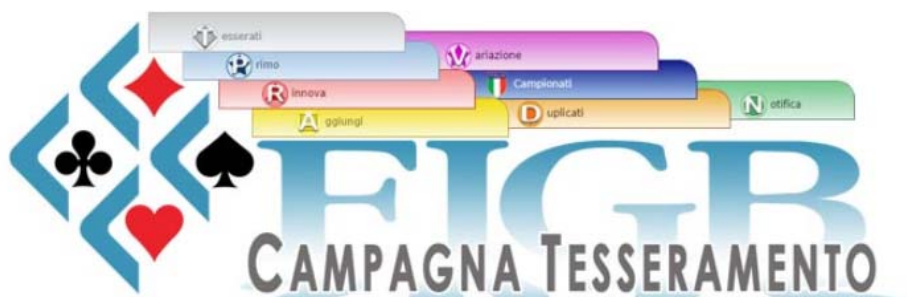 Tesserati
Primo
Rinnova
Aggiungi
Variazione
Campionati
Duplicati
Notifica
FIGB
CAMPAGNA TESSERAMENTO